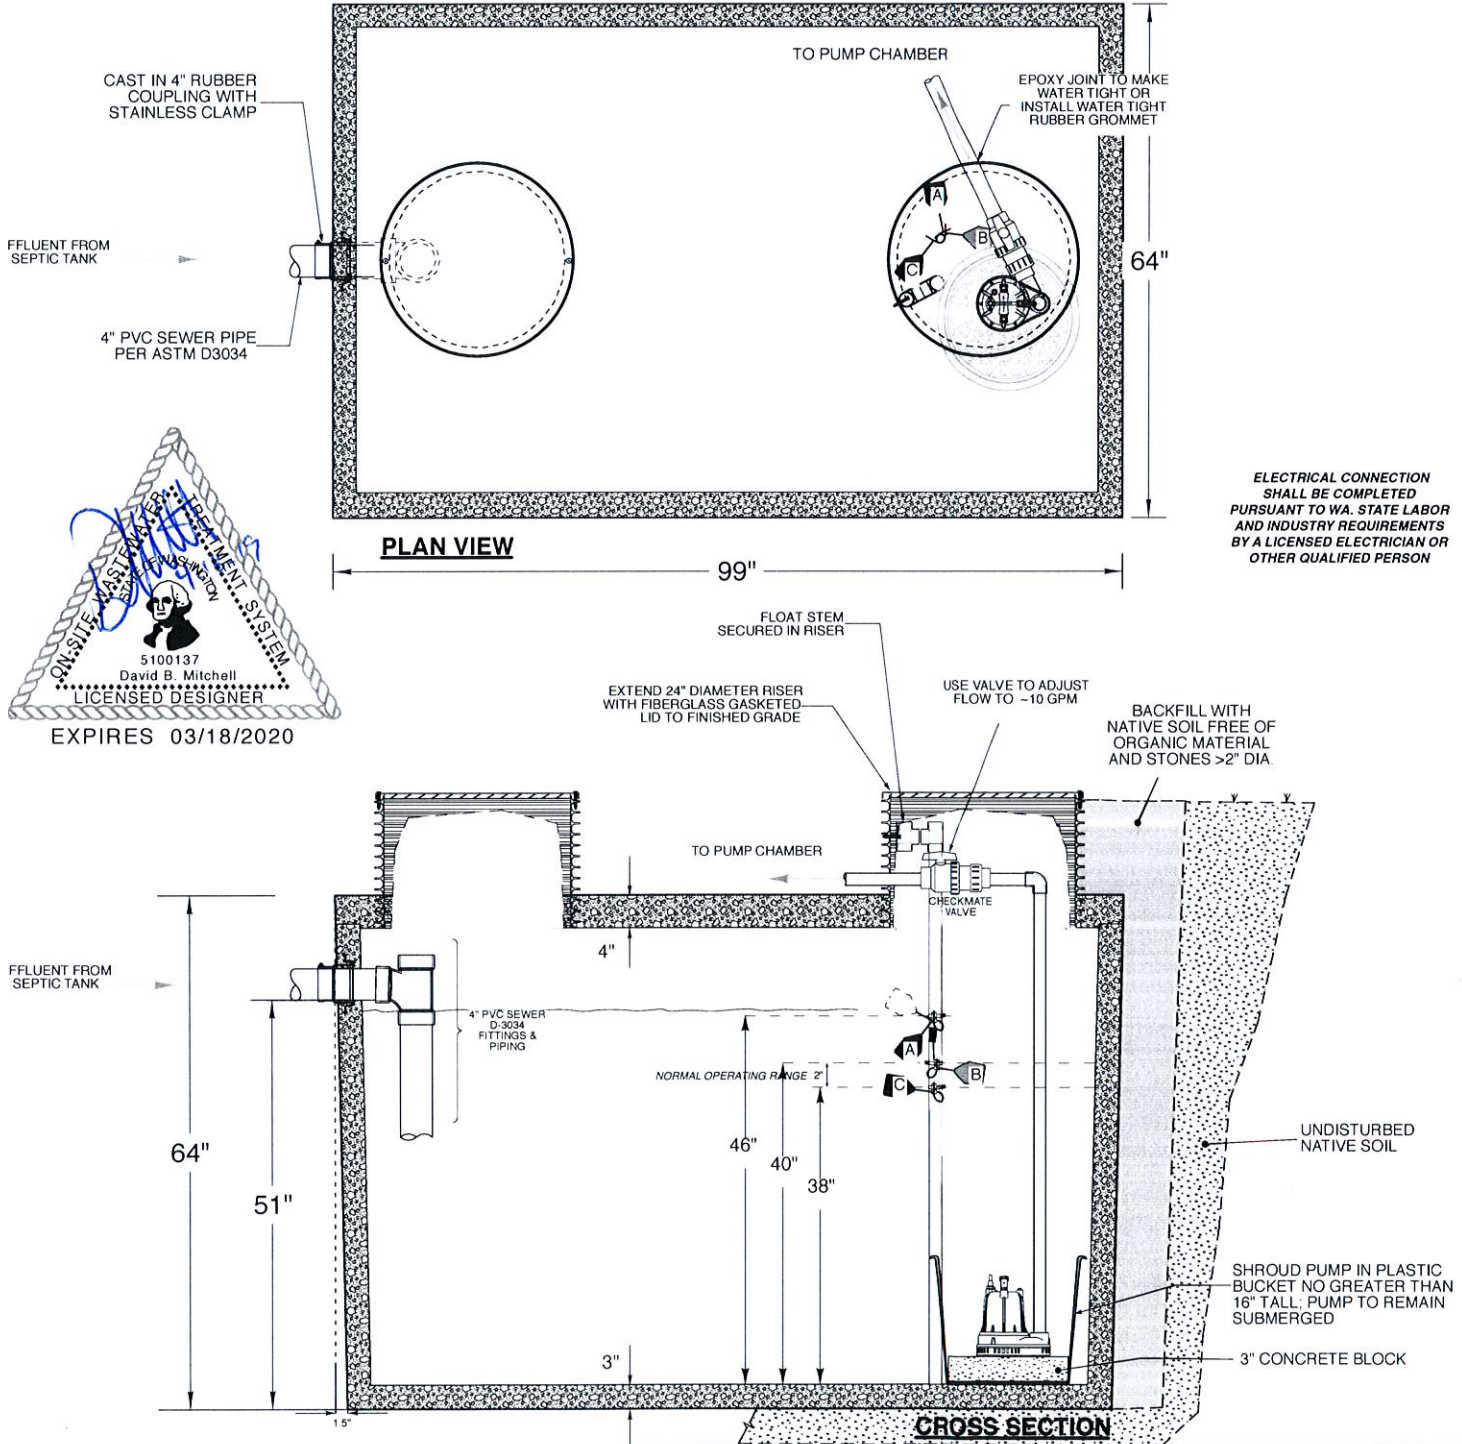 TO PUMP CHAMBER
CAST IN 4" RUBBER
COUPLING WITH
STAINLESS CLAMP
EPOXY JOINT TO MAKE
WATER TIGHT OR
INSTALL WATER TIGHT
RUBBER GROMMET
A
B
C
FFLUENT FROM
SEPTIC TANK
64"
4" PVC SEWER PIPE
PER ASTM D3034
PLAN VIEW
99"
ELECTRICAL CONNECTION
SHALL BE COMPLETED
PURSUANT TO WA. STATE LABOR
AND INDUSTRY REQUIREMENTS
BY A LICENSED ELECTRICIAN OR
OTHER QUALIFIED PERSON
ON-SITE WASTEWATER TREATMENT SYSTEM
STATE OF WASHINGTON
5100137
David B. Mitchell
LICENSED DESIGNER
EXPIRES 03/18/2020
FLOAT STEM
SECURED IN RISER
EXTEND 24" DIAMETER RISER
WITH FIBERGLASS GASKETED
LID TO FINISHED GRADE
USE VALVE TO ADJUST
FLOW TO ~10 GPM
BACKFILL WITH
NATIVE SOIL FREE OF
ORGANIC MATERIAL
AND STONES >2" DIA.
TO PUMP CHAMBER
CHECKMATE
VALVE
4"
FFLUENT FROM
SEPTIC TANK
4" PVC SEWER
D-3034
FITTINGS &
PIPING
A
NORMAL OPERATING RANGE 2"
B
C
64"
51"
46"
40"
38"
UNDISTURBED
NATIVE SOIL
SHROUD PUMP IN PLASTIC
BUCKET NO GREATER THAN
16" TALL; PUMP TO REMAIN
SUBMERGED
3"
3" CONCRETE BLOCK
1.5"
CROSS SECTION